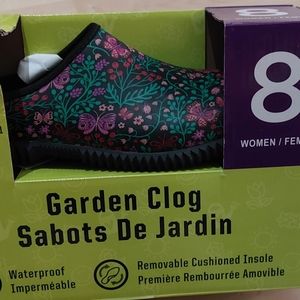 8
WOMEN / FEM
Garden Clog
Sabots De Jardin
Waterproof
Imperméable
Removable Cushioned Insole
Première Rembourrée Amovible